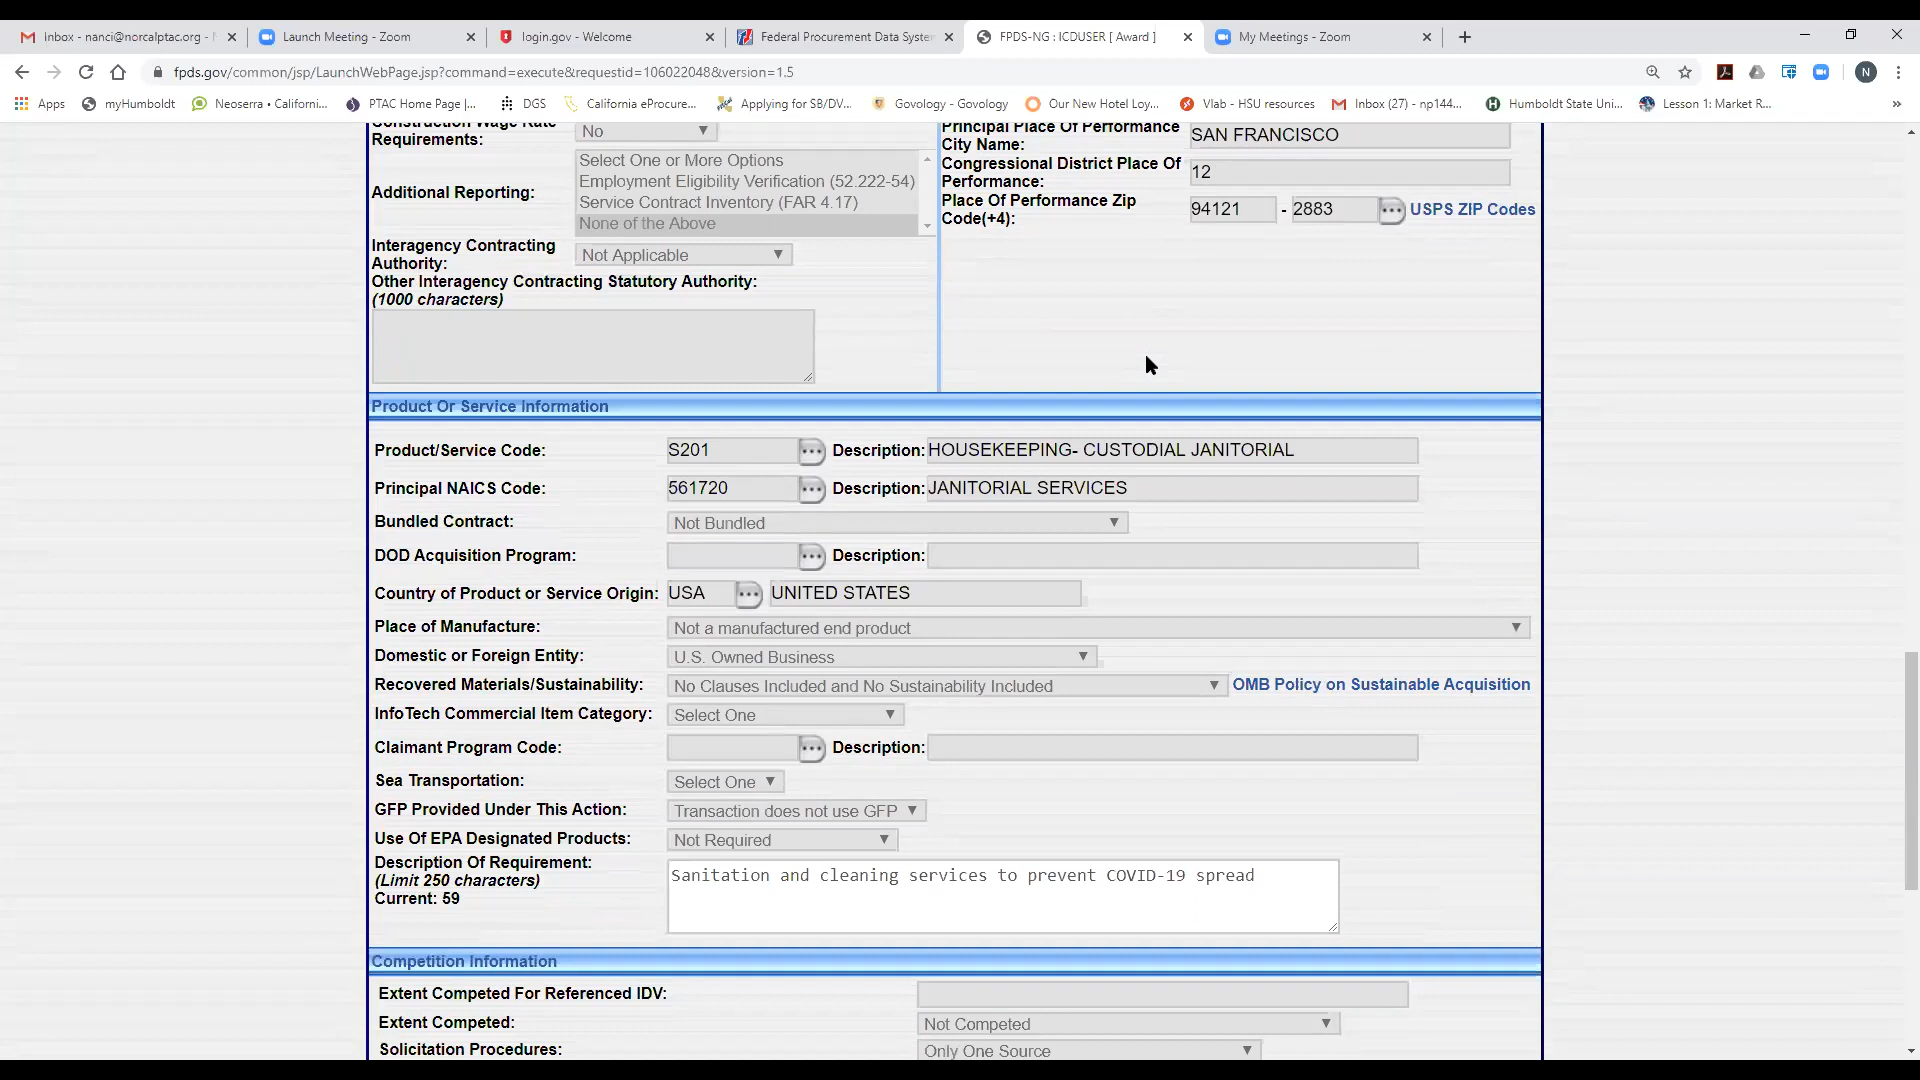 Inbox - nanci@norcalptac.org -
Launch Meeting - Zoom
login.gov - Welcome
Federal Procurement Data System
FPDS-NG : ICDUSER [ Award ]
My Meetings - Zoom
fpds.gov/common/jsp/LaunchWebPage.jsp?command=execute&requestid=106022048&version=1.5
N
Apps
myHumboldt
Neoserra • Californi...
PTAC Home Page |...
DGS
California eProcure...
Applying for SB/DV...
Govology - Govology
Our New Hotel Loy...
Vlab - HSU resources
Inbox (27) - np144...
Humboldt State Uni...
Lesson 1: Market R...
»
Construction Wage Rate
Requirements:
No
Additional Reporting:
Select One or More Options
Employment Eligibility Verification (52.222-54)
Service Contract Inventory (FAR 4.17)
None of the Above
Interagency Contracting
Authority:
Not Applicable
Other Interagency Contracting Statutory Authority:
(1000 characters)
Principal Place Of Performance
City Name:
SAN FRANCISCO
Congressional District Place Of
Performance:
12
Place Of Performance Zip
Code(+4):
94121 - 2883 USPS ZIP Codes
Product Or Service Information
Product/Service Code: S201 Description: HOUSEKEEPING- CUSTODIAL JANITORIAL
Principal NAICS Code: 561720 Description: JANITORIAL SERVICES
Bundled Contract: Not Bundled
DOD Acquisition Program: Description:
Country of Product or Service Origin: USA UNITED STATES
Place of Manufacture: Not a manufactured end product
Domestic or Foreign Entity: U.S. Owned Business
Recovered Materials/Sustainability: No Clauses Included and No Sustainability Included OMB Policy on Sustainable Acquisition
InfoTech Commercial Item Category: Select One
Claimant Program Code: Description:
Sea Transportation: Select One
GFP Provided Under This Action: Transaction does not use GFP
Use Of EPA Designated Products: Not Required
Description Of Requirement:
(Limit 250 characters)
Current: 59
Sanitation and cleaning services to prevent COVID-19 spread
Competition Information
Extent Competed For Referenced IDV:
Extent Competed: Not Competed
Solicitation Procedures: Only One Source